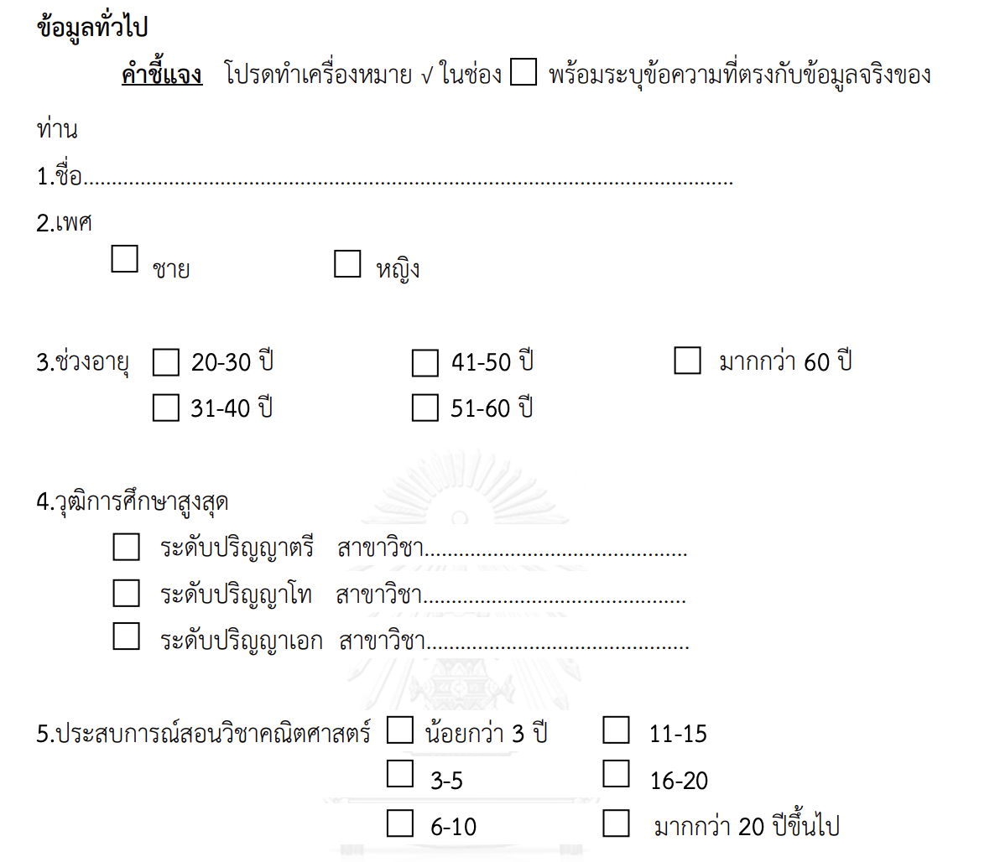 ข้อมูลทั่วไป
คำชี้แจง โปรดทำเครื่องหมาย √ ในช่อง ☐ พร้อมระบุข้อความที่ตรงกับข้อมูลจริงของ
ท่าน
1.ชื่อ....................................................................................................................
2.เพศ
☐ ชาย ☐ หญิง
3.ช่วงอายุ ☐ 20-30 ปี ☐ 41-50 ปี ☐ มากกว่า 60 ปี
☐ 31-40 ปี ☐ 51-60 ปี
4.วุฒิการศึกษาสูงสุด
☐ ระดับปริญญาตรี สาขาวิชา...............................................
☐ ระดับปริญญาโท สาขาวิชา...............................................
☐ ระดับปริญญาเอก สาขาวิชา...............................................
5.ประสบการณ์สอนวิชาคณิตศาสตร์ ☐ น้อยกว่า 3 ปี ☐ 11-15
☐ 3-5 ☐ 16-20
☐ 6-10 ☐ มากกว่า 20 ปีขึ้นไป